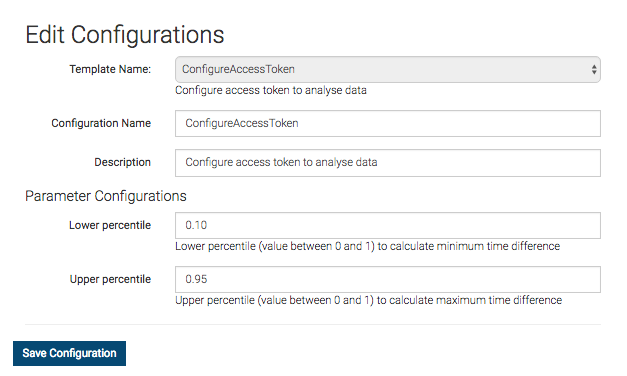 Edit Configurations
Template Name: ConfigureAccessToken
Configure access token to analyse data
Configuration Name ConfigureAccessToken
Description Configure access token to analyse data
Parameter Configurations
Lower percentile 0.10
Lower percentile (value between 0 and 1) to calculate minimum time difference
Upper percentile 0.95
Upper percentile (value between 0 and 1) to calculate maximum time difference
Save Configuration